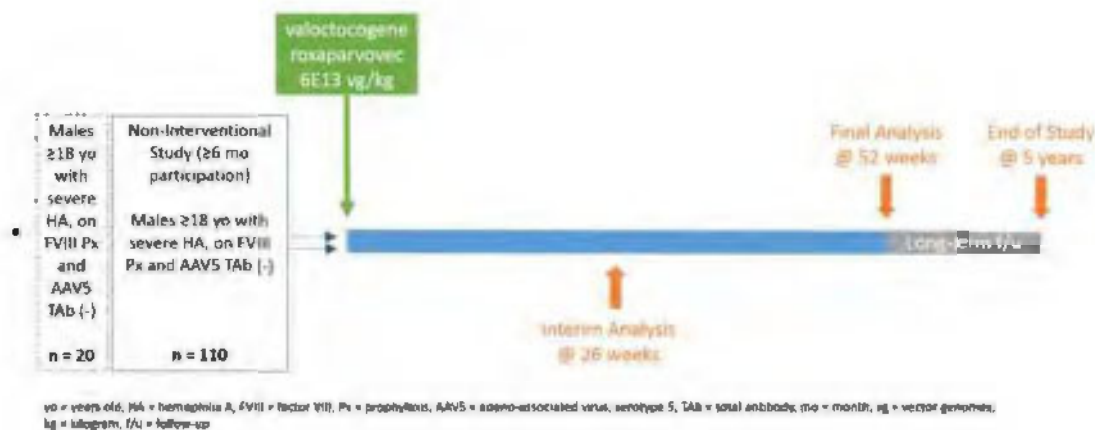 valoctocogene
roxaparvovec
6E13 vg/kg
Males
≥18 yo
with
severe
HA, on
FVIII Px
and
AAV5
TAb (-)
n = 20
Non-Interventional
Study (≥6 mo
participation)
Males ≥18 yo with
severe HA, on FVIII
Px and AAV5 TAb (-)
n = 110
Final Analysis
@ 52 weeks
End of Study
@ 5 years
Long-term f/u
Interim Analysis
@ 26 weeks
yo = years old, HA = hemophilia A, FVIII = factor VIII, Px = prophylaxis, AAV5 = adeno-associated virus, serotype 5, TAb = total antibody, mo = month, vg = vector genomes,
kg = kilogram, f/u = follow-up